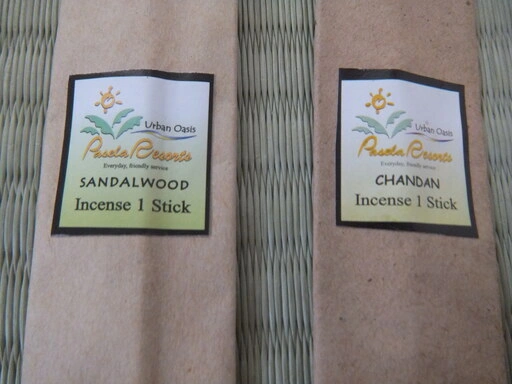 Urban Oasis
Pasela Resorts
Everyday, friendly service
SANDALWOOD
Incense 1 Stick
Urban Oasis
Pasela Resorts
Everyday, friendly service
CHANDAN
Incense 1 Stick